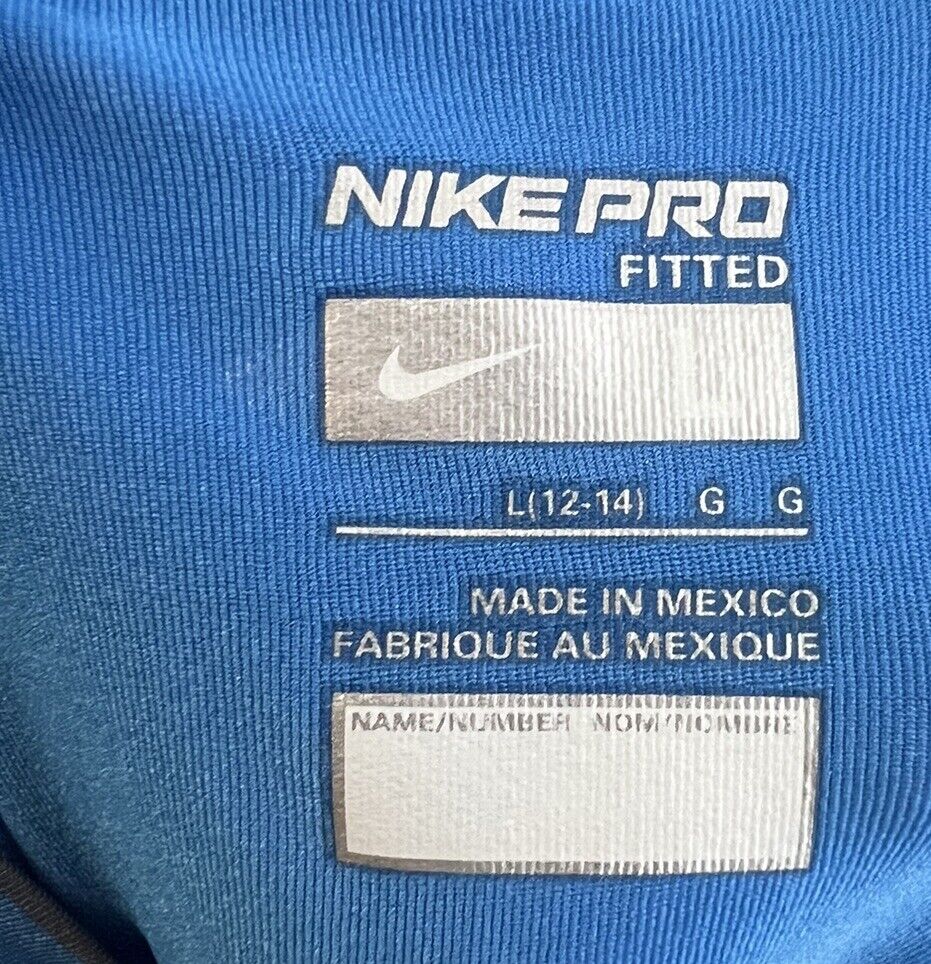 NIKE PRO
FITTED
L
L(12-14) G G
MADE IN MEXICO
FABRIQUE AU MEXIQUE
NAME/NUMBER NOM/NOMBRE